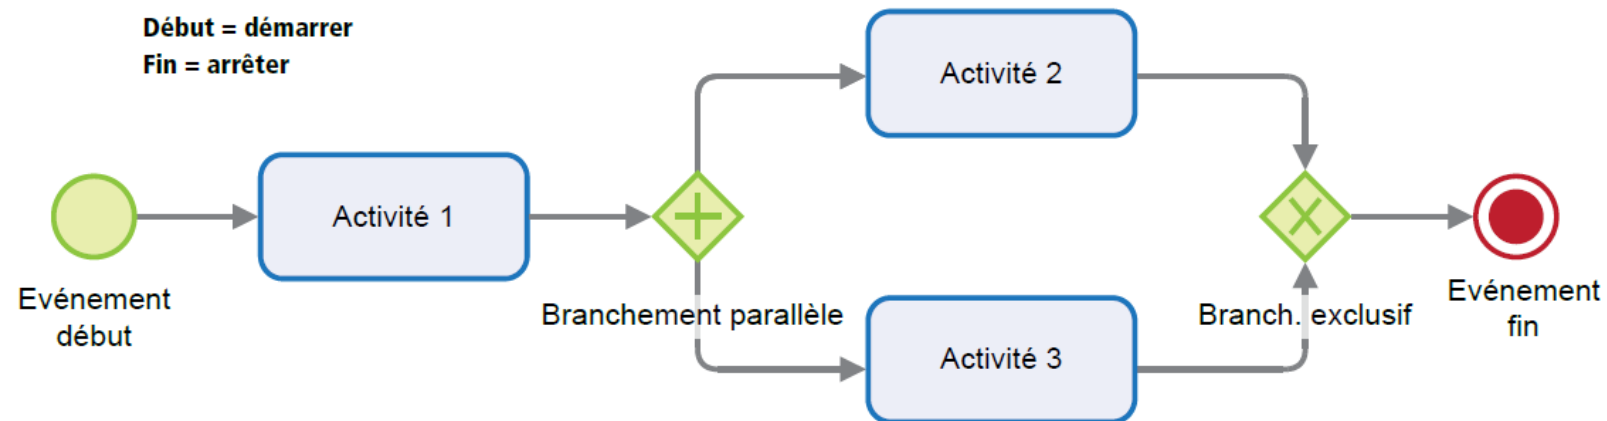 Début = démarrer
Fin = arrêter
Activité 2
Activité 1
Evénement
début
Branchement parallèle
Branch. exclusif
Evénement
fin
Activité 3